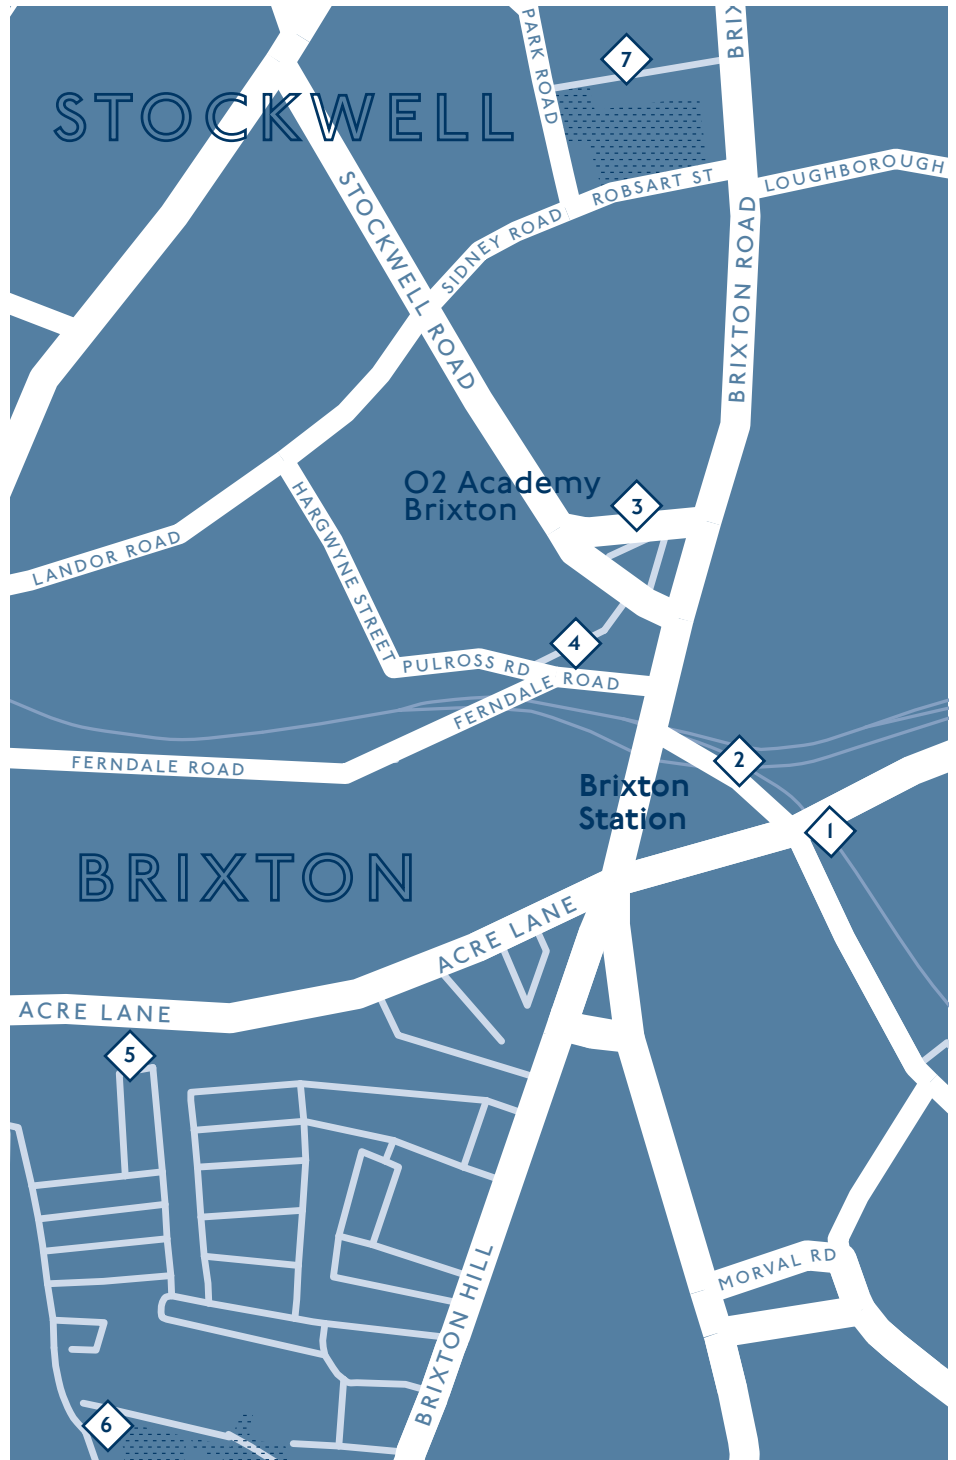 PARK ROAD
BRIX
7
STOCKWELL
LOUGHBOROUGH
ROBSART ST
STOCKWELL ROAD
SIDNEY ROAD
BRIXTON ROAD
O2 Academy
Brixton
3
HARGWYNE STREET
LANDOR ROAD
4
PULROSS RD
FERNDALE ROAD
FERNDALE ROAD
2
Brixton
Station
1
BRIXTON
ACRE LANE
ACRE LANE
5
MORVAL RD
BRIXTON HILL
6